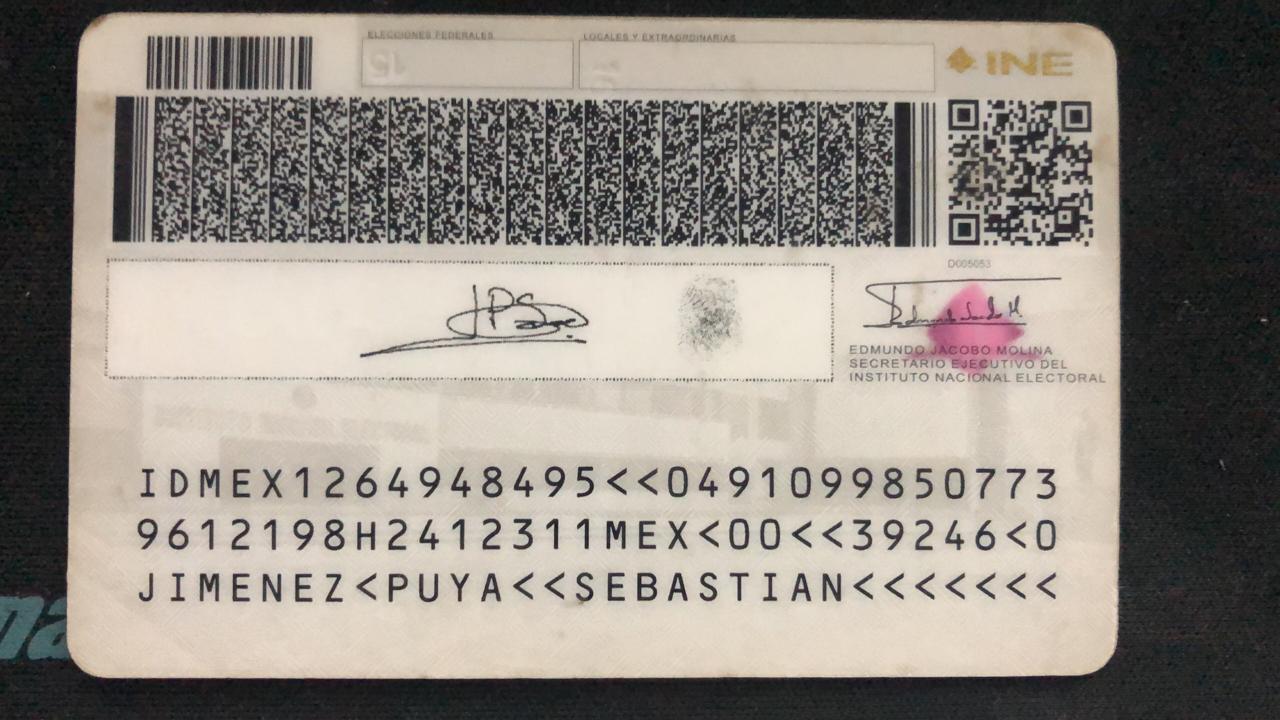 ELECCIONES FEDERALES
LOCALES Y EXTRAORDINARIAS
15
INE
D005053
EDMUNDO JACOBO MOLINA
SECRETARIO EJECUTIVO DEL
INSTITUTO NACIONAL ELECTORAL
IDMEX1264948495<<0491099850773
9612198H2412311MEX<00<<39246<0
JIMENEZ<PUYA<<SEBASTIAN<<<<<<<